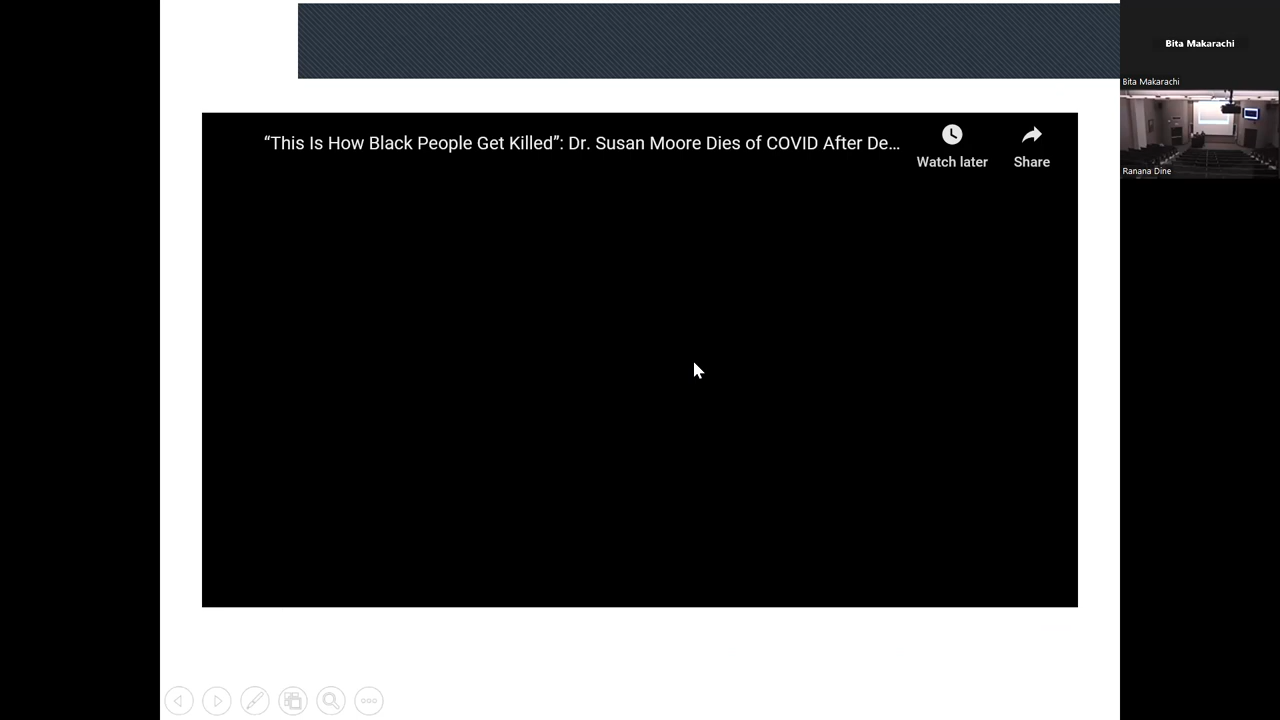 Bita Makarachi
Bita Makarachi
Ranana Dine
“This Is How Black People Get Killed”: Dr. Susan Moore Dies of COVID After De...
Watch later
Share